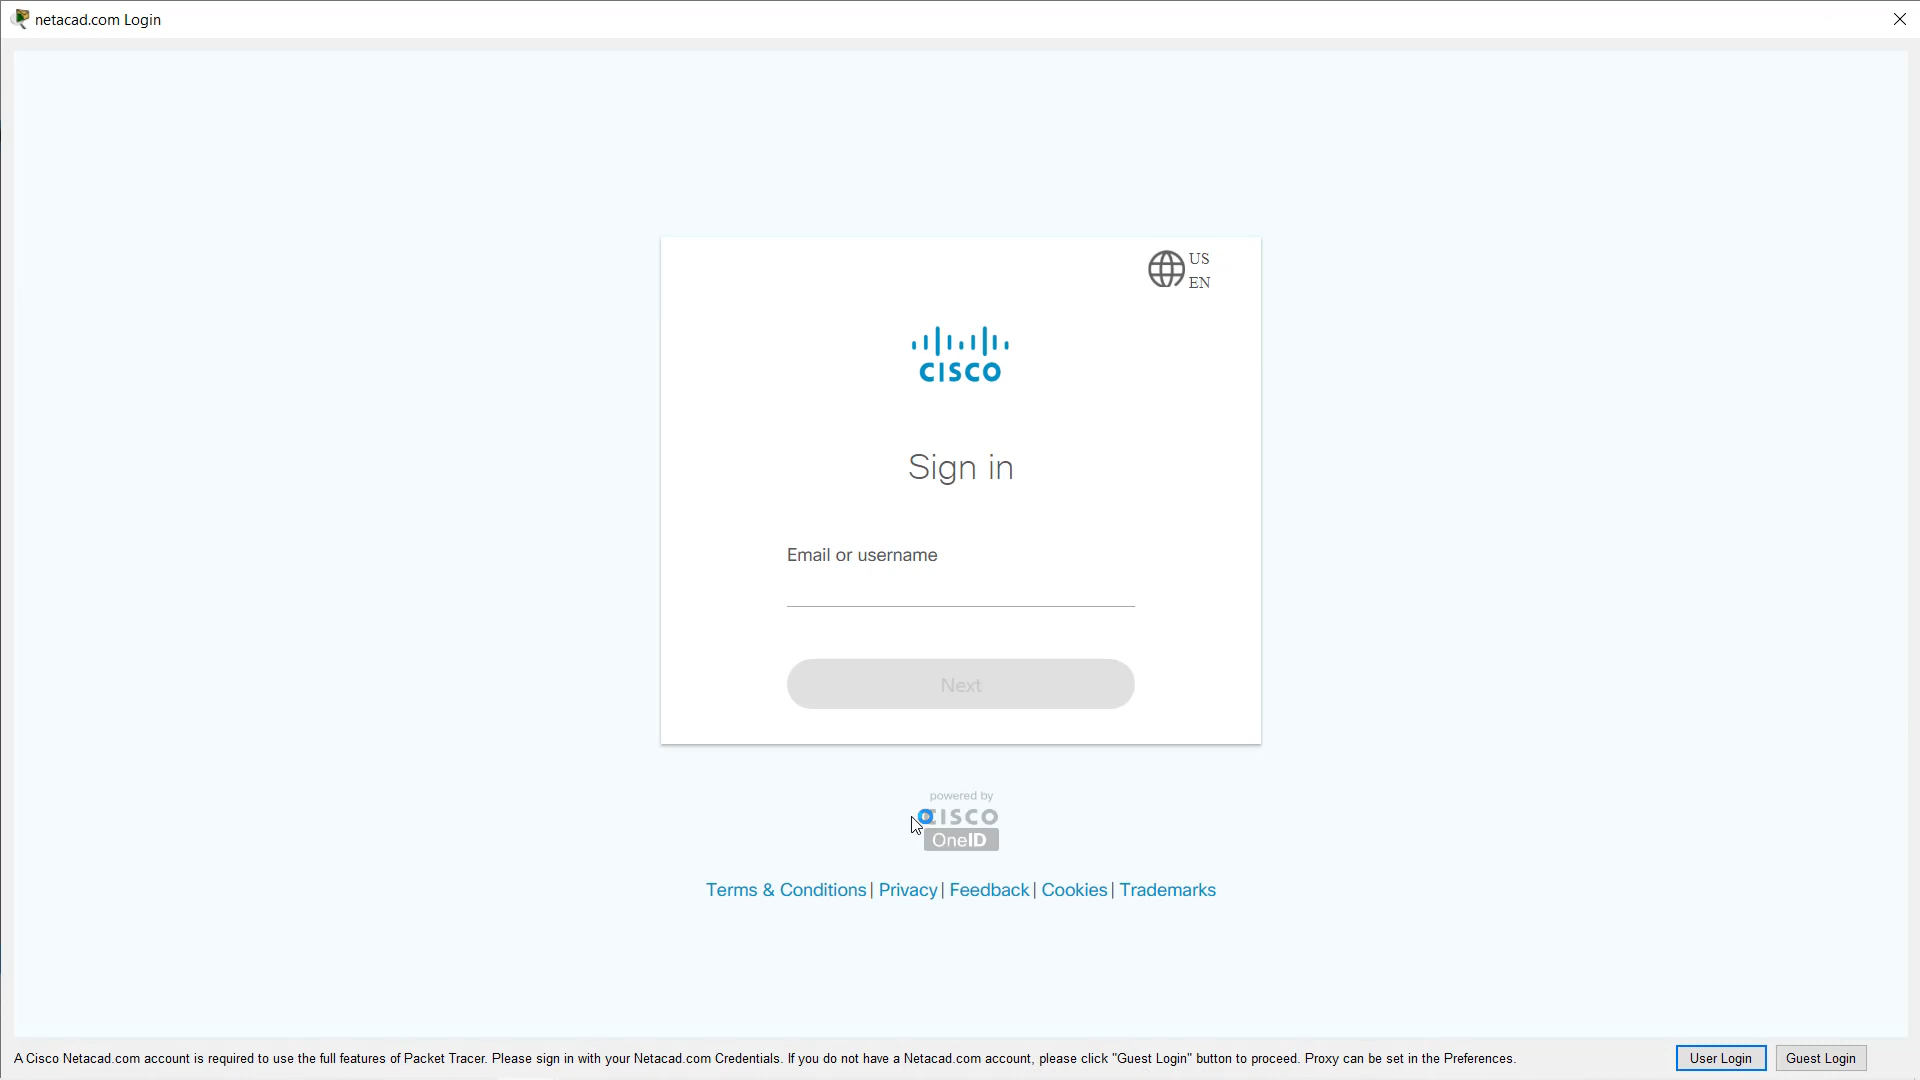 netacad.com Login
US
EN
CISCO
Sign in
Email or username
Next
powered by
CISCO
OneID
Terms & Conditions | Privacy | Feedback | Cookies | Trademarks
A Cisco Netacad.com account is required to use the full features of Packet Tracer. Please sign in with your Netacad.com Credentials. If you do not have a Netacad.com account, please click "Guest Login" button to proceed. Proxy can be set in the Preferences.
User Login
Guest Login